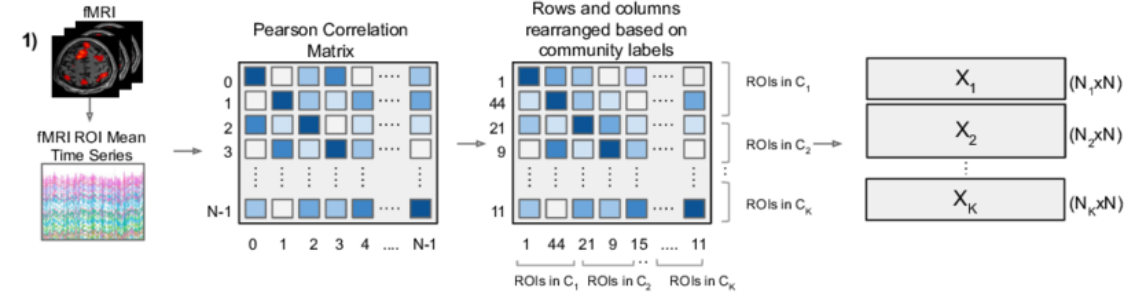 1)
fMRI
fMRI ROI Mean
Time Series
Pearson Correlation
Matrix
0
1
2
3
N-1
0 1 2 3 4 .... N-1
Rows and columns
rearranged based on
community labels
1
44
21
9
11
1 44 21 9 15 .... 11
ROIs in C1 ROIs in C2 ROIs in CK
ROIs in C1
ROIs in C2
ROIs in CK
X1 (N1xN)
X2 (N2xN)
XK (NKxN)